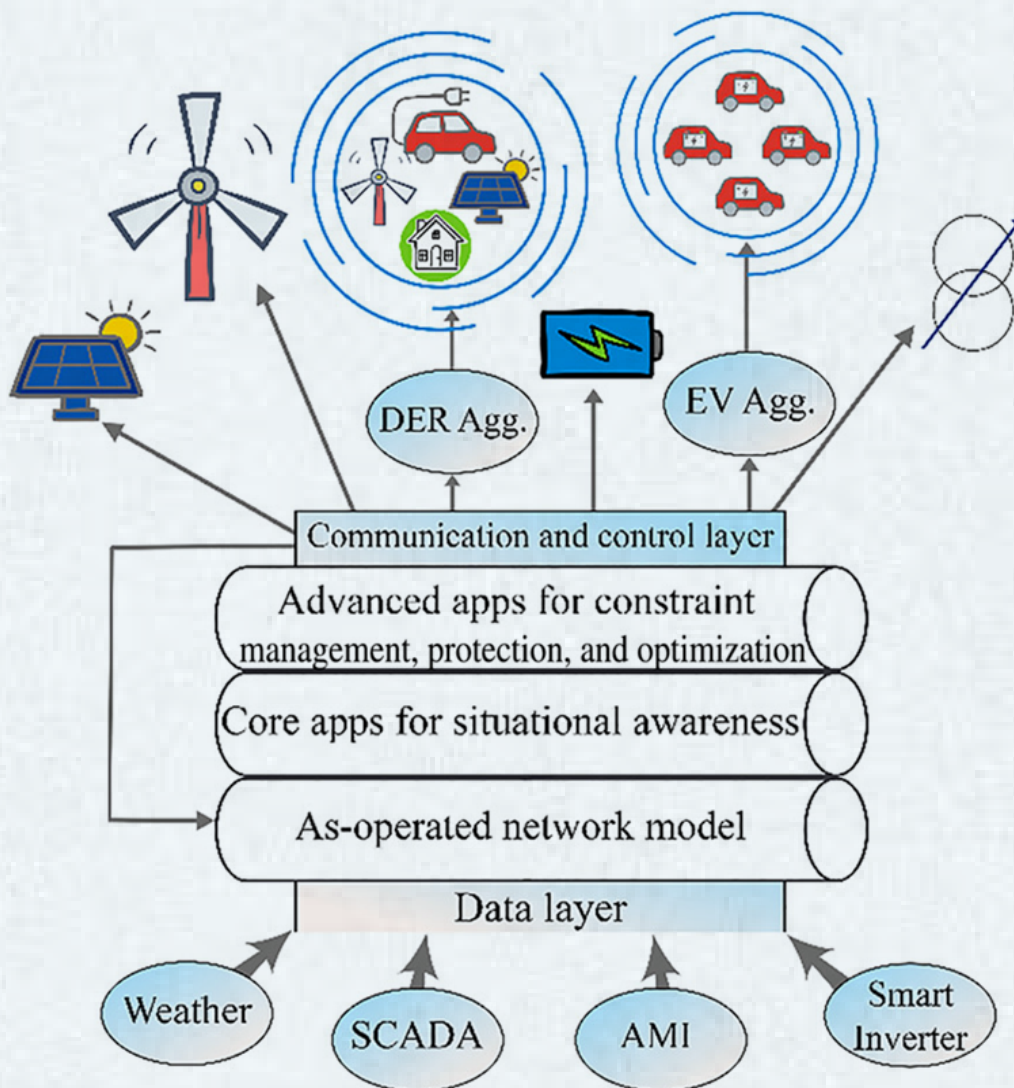 DER Agg.
EV Agg.
Communication and control layer
Advanced apps for constraint
management, protection, and optimization
Core apps for situational awareness
As-operated network model
Data layer
Weather
SCADA
AMI
Smart
Inverter